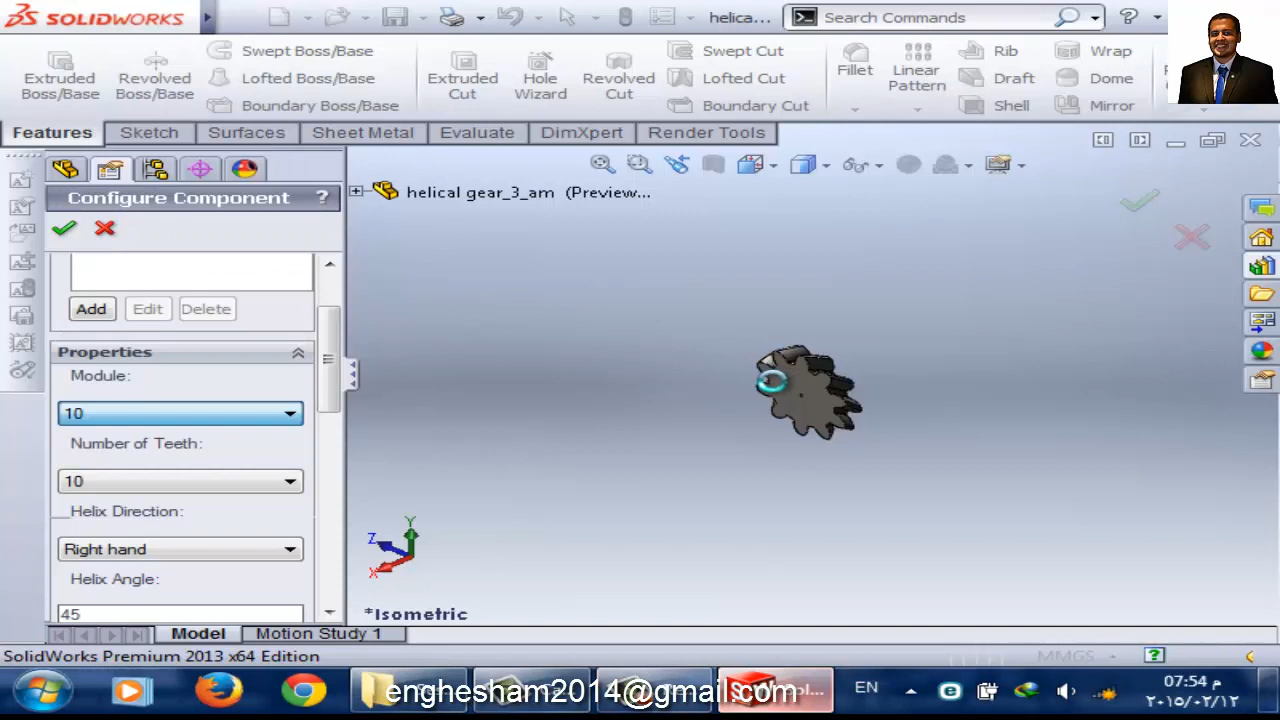 SOLIDWORKS
helica...
Search Commands
Extruded Boss/Base
Revolved Boss/Base
Swept Boss/Base
Lofted Boss/Base
Boundary Boss/Base
Extruded Cut
Hole Wizard
Revolved Cut
Swept Cut
Lofted Cut
Boundary Cut
Fillet
Linear Pattern
Rib
Draft
Shell
Wrap
Dome
Mirror
Features
Sketch
Surfaces
Sheet Metal
Evaluate
DimXpert
Render Tools
Configure Component
?
helical gear_3_am (Preview...
Add
Edit
Delete
Properties
Module:
10
Number of Teeth:
10
Helix Direction:
Right hand
Helix Angle:
45
Y
Z
X
*Isometric
Model
Motion Study 1
SolidWorks Premium 2013 x64 Edition
MMGS
enghesham2014@gmail.com
EN
07:54 م
٢٠١٥/٠٢/١٢